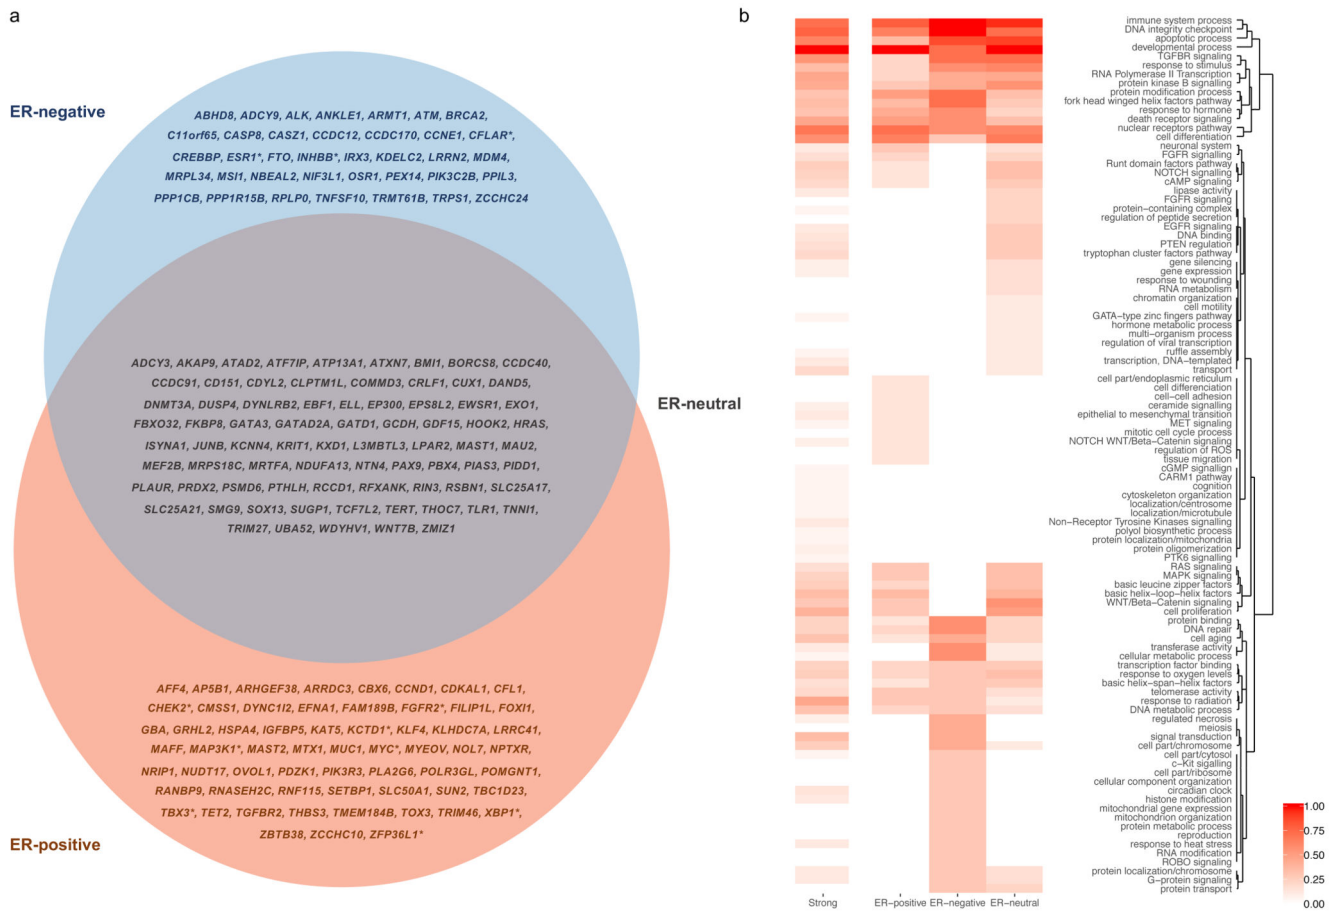 a
ER-negative
ABHD8, ADCY9, ALK, ANKLE1, ARMT1, ATM, BRCA2,
C11orf65, CASP8, CASZ1, CCDC12, CCDC170, CCNE1, CFLAR*,
CREBBP, ESR1*, FTO, INHBB*, IRX3, KDELC2, LRRN2, MDM4,
MRPL34, MSI1, NBEAL2, NIF3L1, OSR1, PEX14, PIK3C2B, PPIL3,
PPP1CB, PPP1R15B, RPLP0, TNFSF10, TRMT61B, TRPS1, ZCCHC24
ADCY3, AKAP9, ATAD2, ATF7IP, ATP13A1, ATXN7, BMI1, BORCS8, CCDC40,
CCDC91, CD151, CDYL2, CLPTM1L, COMMD3, CRLF1, CUX1, DAND5,
DNMT3A, DUSP4, DYNLRB2, EBF1, ELL, EP300, EPS8L2, EWSR1, EXO1,
FBXO32, FKBP8, GATA3, GATAD2A, GATD1, GCDH, GDF15, HOOK2, HRAS,
ISYNA1, JUNB, KCNN4, KRIT1, KXD1, L3MBTL3, LPAR2, MAST1, MAU2,
MEF2B, MRPS18C, MRTFA, NDUFA13, NTN4, PAX9, PBX4, PIAS3, PIDD1,
PLAUR, PRDX2, PSMD6, PTHLH, RCCD1, RFXANK, RIN3, RSBN1, SLC25A17,
SLC25A21, SMG9, SOX13, SUGP1, TCF7L2, TERT, THOC7, TLR1, TNNI1,
TRIM27, UBA52, WDYHV1, WNT7B, ZMIZ1
ER-neutral
AFF4, AP5B1, ARHGEF38, ARRDC3, CBX6, CCND1, CDKAL1, CFL1,
CHEK2*, CMSS1, DYNC1I2, EFNA1, FAM189B, FGFR2*, FILIP1L, FOXI1,
GBA, GRHL2, HSPA4, IGFBP5, KAT5, KCTD1*, KLF4, KLHDC7A, LRRC41,
MAFF, MAP3K1*, MAST2, MTX1, MUC1, MYC*, MYEOV, NOL7, NPTXR,
NRIP1, NUDT17, OVOL1, PDZK1, PIK3R3, PLA2G6, POLR3GL, POMGNT1,
RANBP9, RNASEH2C, RNF115, SETBP1, SLC50A1, SUN2, TBC1D23,
TBX3*, TET2, TGFBR2, THBS3, TMEM184B, TOX3, TRIM46, XBP1*,
ZBTB38, ZCCHC10, ZFP36L1*
ER-positive
b
immune system process
DNA integrity checkpoint
apoptotic process
developmental process
TGFBR signaling
response to stimulus
RNA Polymerase II Transcription
protein kinase B signalling
protein modification process
fork head winged helix factors pathway
response to hormone
death receptor signaling
nuclear receptors pathway
cell differentiation
neuronal system
FGFR signalling
Runt domain factors pathway
NOTCH signalling
cAMP signaling
lipase activity
FGFR signaling
protein-containing complex
regulation of peptide secretion
EGFR signaling
DNA binding
PTEN regulation
tryptophan cluster factors pathway
gene silencing
gene expression
response to wounding
RNA metabolism
chromatin organization
cell motility
GATA-type zinc fingers pathway
hormone metabolic process
multi-organism process
regulation of viral transcription
ruffle assembly
transcription, DNA-templated
transport
cell part/endoplasmic reticulum
cell differenciation
cell-cell adhesion
ceramide signalling
epithelial to mesenchymal transition
MET signaling
mitotic cell cycle process
NOTCH WNT/Beta-Catenin signaling
regulation of ROS
tissue migration
cGMP signallign
CARM1 pathway
cognition
cytoskeleton organization
localization/centrosome
localization/microtubule
Non-Receptor Tyrosine Kinases signalling
polyol biosynthetic process
protein localization/mitochondria
protein oligomerization
PTK6 signalling
RAS signaling
MAPK signaling
basic leucine zipper factors
basic helix-loop-helix factors
WNT/Beta-Catenin signaling
cell proliferation
protein binding
DNA repair
cell aging
transferase activity
cellular metabolic process
transcription factor binding
response to oxygen levels
basic helix-span-helix factors
telomerase activity
response to radiation
DNA metabolic process
regulated necrosis
meiosis
signal transduction
cell part/chromosome
cell part/cytosol
c-Kit sigalling
cell part/ribosome
cellular component organization
circadian clock
histone modification
mitochondrial gene expression
mitochondrion organization
protein metabolic process
reproduction
response to heat stress
RNA modification
ROBO signaling
protein localization/chromosome
G-protein signaling
protein transport
Strong ER-positive ER-negative ER-neutral
1.00
0.75
0.50
0.25
0.00